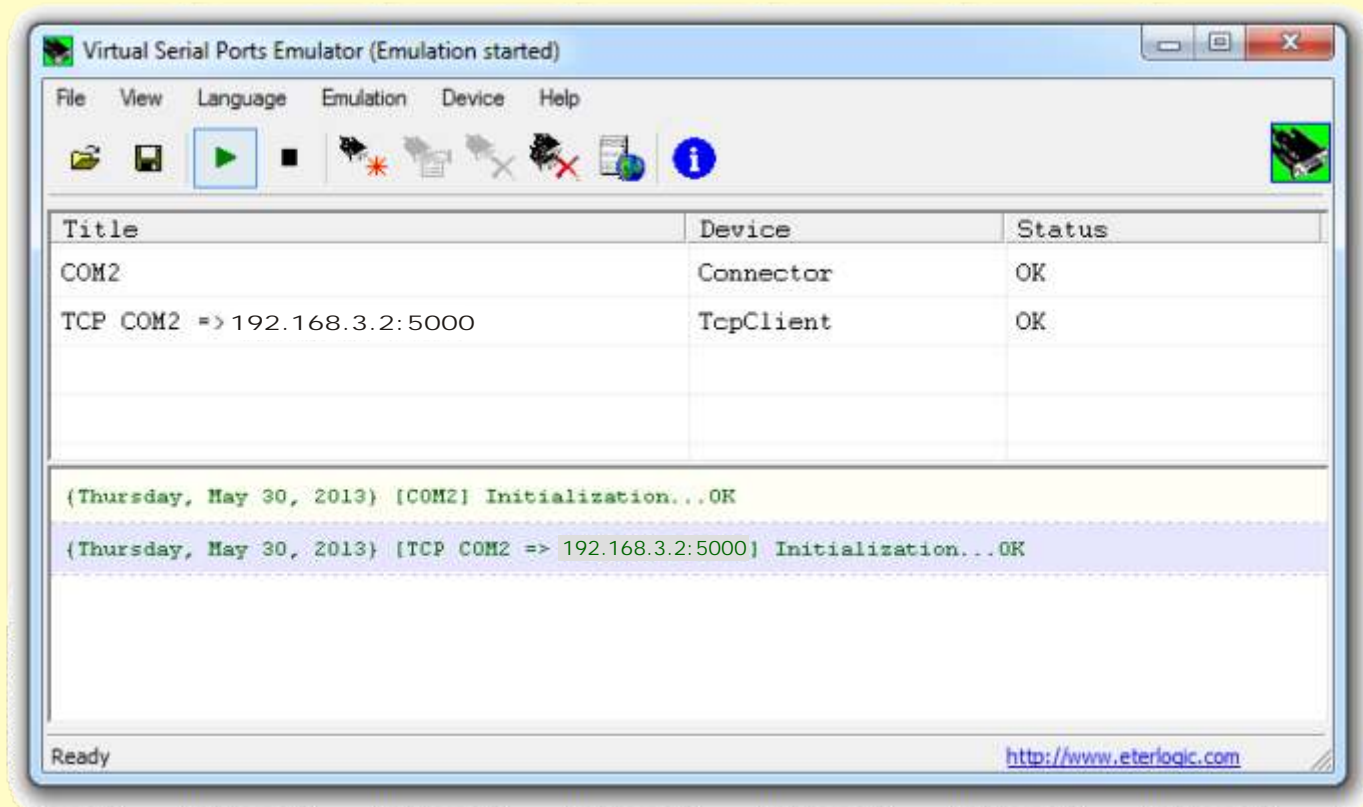 Virtual Serial Ports Emulator (Emulation started)
File View Language Emulation Device Help
Title Device Status
COM2 Connector OK
TCP COM2 => 192.168.3.2:5000 TcpClient OK
{Thursday, May 30, 2013} [COM2] Initialization...OK
{Thursday, May 30, 2013} [TCP COM2 => 192.168.3.2:5000] Initialization...OK
Ready http://www.eterlogic.com